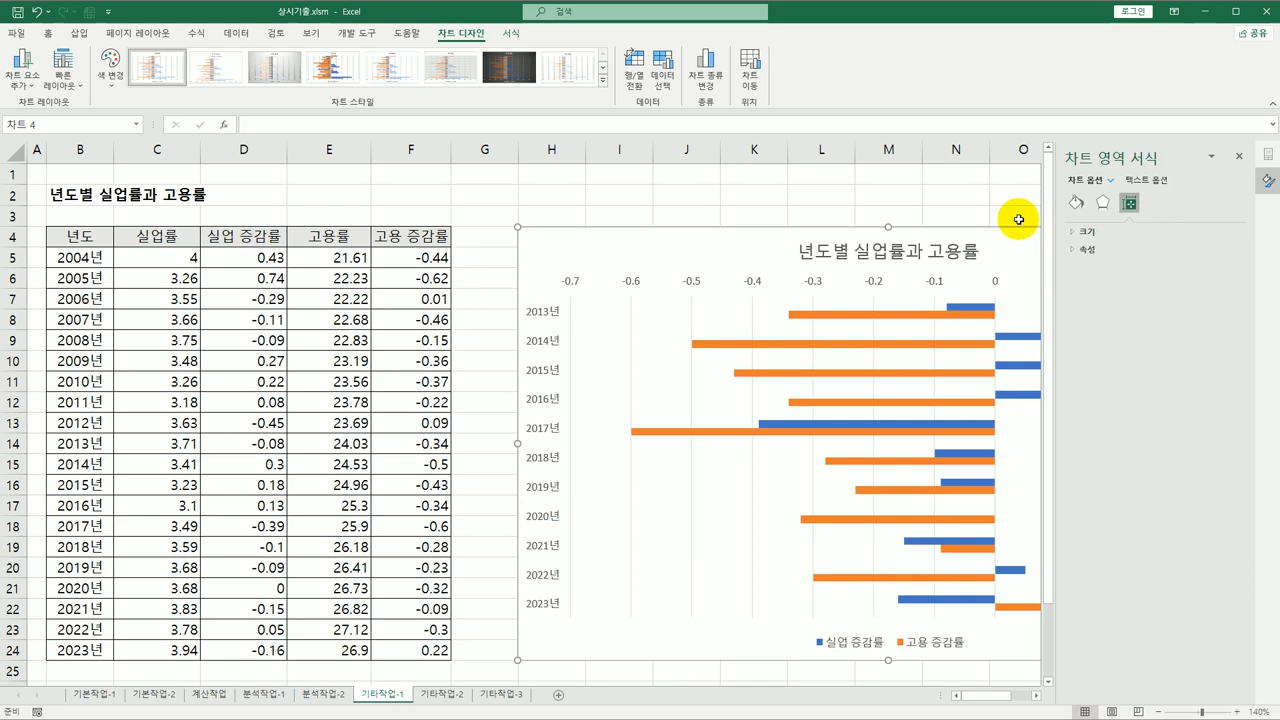 상시기출.xlsm - Excel
검색
로그인
파일 홈 삽입 페이지 레이아웃 수식 데이터 검토 보기 개발 도구 도움말 차트 디자인 서식
공유
차트 요소 추가
빠른 레이아웃
색 변경
행/열 전환
데이터 선택
차트 종류 변경
차트 이동
차트 레이아웃 차트 스타일 데이터 종류 위치
차트 4
fx
A B C D E F G H I J K L M N O
1
2 년도별 실업률과 고용률
3
4 년도 실업률 실업 증감률 고용률 고용 증감률
5 2004년 4 0.43 21.61 -0.44
6 2005년 3.26 0.74 22.23 -0.62
7 2006년 3.55 -0.29 22.22 0.01
8 2007년 3.66 -0.11 22.68 -0.46
9 2008년 3.75 -0.09 22.83 -0.15
10 2009년 3.48 0.27 23.19 -0.36
11 2010년 3.26 0.22 23.56 -0.37
12 2011년 3.18 0.08 23.78 -0.22
13 2012년 3.63 -0.45 23.69 0.09
14 2013년 3.71 -0.08 24.03 -0.34
15 2014년 3.41 0.3 24.53 -0.5
16 2015년 3.23 0.18 24.96 -0.43
17 2016년 3.1 0.13 25.3 -0.34
18 2017년 3.49 -0.39 25.9 -0.6
19 2018년 3.59 -0.1 26.18 -0.28
20 2019년 3.68 -0.09 26.41 -0.23
21 2020년 3.68 0 26.73 -0.32
22 2021년 3.83 -0.15 26.82 -0.09
23 2022년 3.78 0.05 27.12 -0.3
24 2023년 3.94 -0.16 26.9 0.22
25
년도별 실업률과 고용률
-0.7 -0.6 -0.5 -0.4 -0.3 -0.2 -0.1 0
2013년
2014년
2015년
2016년
2017년
2018년
2019년
2020년
2021년
2022년
2023년
실업 증감률 고용 증감률
차트 영역 서식
차트 옵션 텍스트 옵션
크기
속성
기본작업-1 기본작업-2 계산작업 분석작업-1 분석작업-2 기타작업-1 기타작업-2 기타작업-3
준비
140%